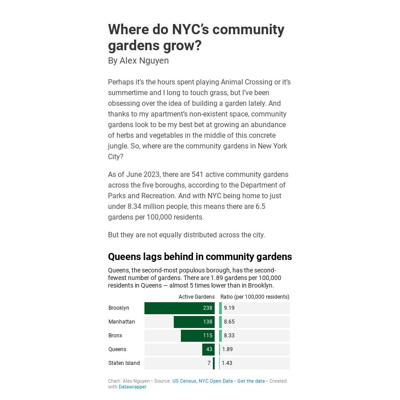 Where do NYC's community
gardens grow?
By Alex Nguyen
Perhaps it's the hours spent playing Animal Crossing or it's
summertime and I long to touch grass, but I've been
obsessing over the idea of building a garden lately. And
thanks to my apartment's non-existent space, community
gardens look to be my best bet at growing an abundance
of herbs and vegetables in the middle of this concrete
jungle. So, where are the community gardens in New York
City?
As of June 2023, there are 541 active community gardens
across the five boroughs, according to the Department of
Parks and Recreation. And with NYC being home to just
under 8.34 million people, this means there are 6.5
gardens per 100,000 residents.
But they are not equally distributed across the city.
Queens lags behind in community gardens
Queens, the second-most populous borough, has the second-
fewest number of gardens. There are 1.89 gardens per 100,000
residents in Queens — almost 5 times lower than in Brooklyn.
Active Gardens Ratio (per 100,000 residents)
Brooklyn 238 9.19
Manhattan 138 8.65
Bronx 115 8.33
Queens 43 1.89
Staten Island 7 1.43
Chart: Alex Nguyen • Source: US Census, NYC Open Data • Get the data • Created
with Datawrapper